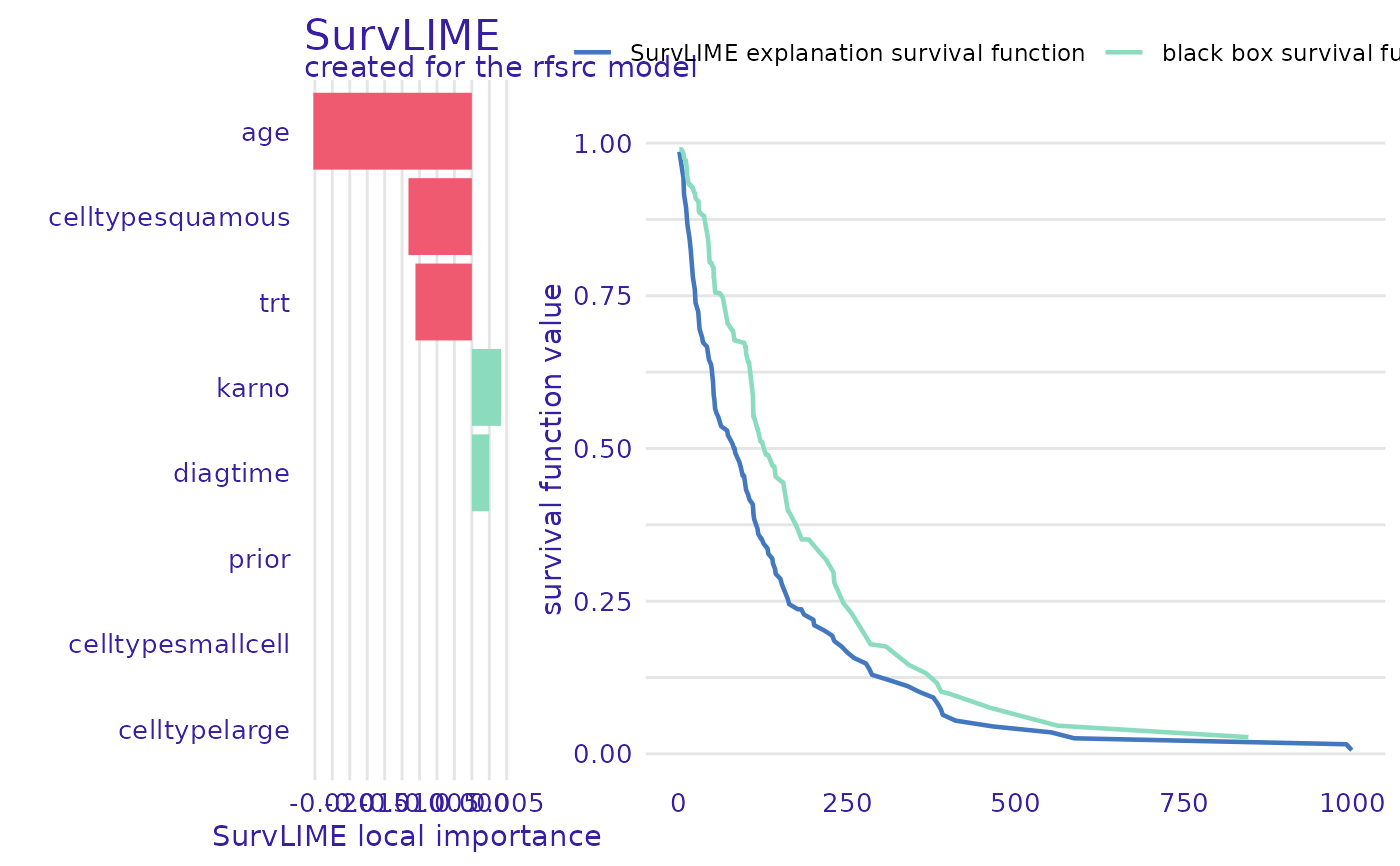 SurvLIME
created for the rfsrc model
SurvLIME explanation survival function
black box survival fu
age
celltypesquamous
trt
karno
diagtime
prior
celltypesmallcell
celltypelarge
SurvLIME local importance
survival function value
1.00
0.75
0.50
0.25
0.00
0 250 500 750 1000